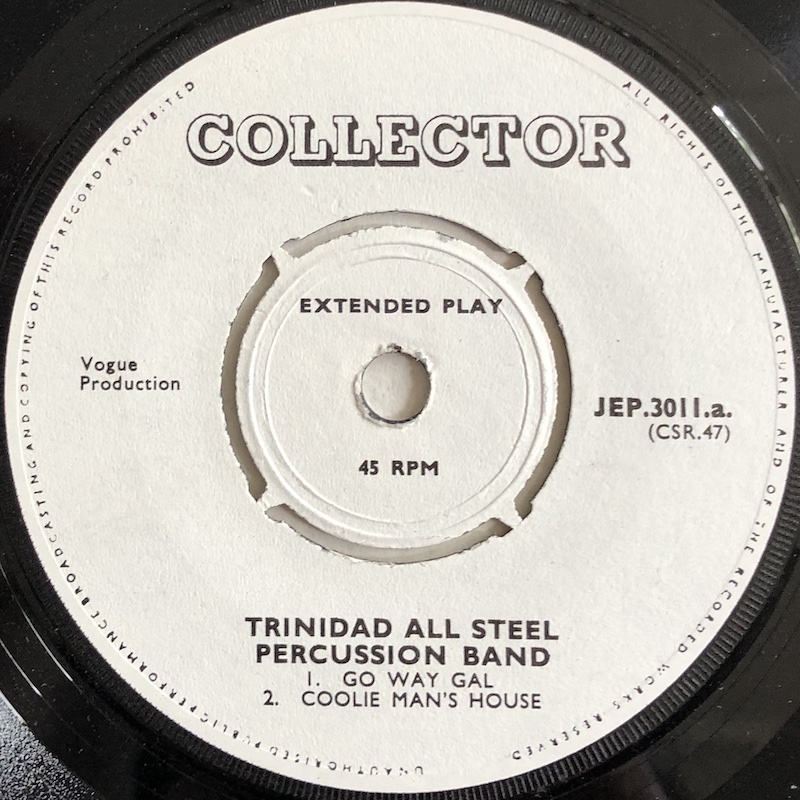 COLLECTOR
EXTENDED PLAY
Vogue
Production
JEP.3011.a.
(CSR.47)
45 RPM
TRINIDAD ALL STEEL
PERCUSSION BAND
1. GO WAY GAL
2. COOLIE MAN'S HOUSE
ALL RIGHTS OF THE MANUFACTURER AND OF THE RECORDED WORKS RESERVED
UNAUTHORISED PUBLIC PERFORMANCE BROADCASTING AND COPYING OF THIS RECORD PROHIBITED